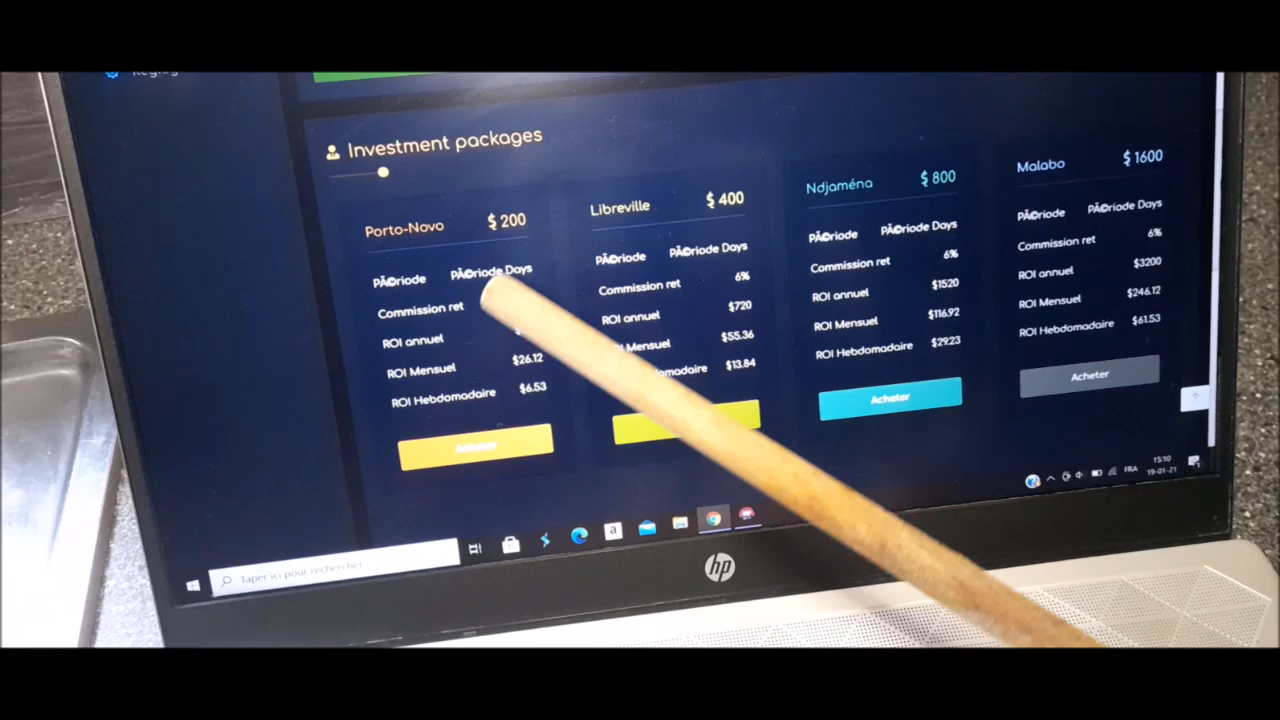 Investment packages
Porto-Novo $ 200
PÃ©riode PÃ©riode Days
Commission ret
ROI annuel
ROI Mensuel $26.12
ROI Hebdomadaire $6.53
Libreville $ 400
PÃ©riode PÃ©riode Days
Commission ret 6%
ROI annuel $720
Mensuel $55.36
$13.84
Ndjaména $ 800
PÃ©riode PÃ©riode Days
Commission ret 6%
ROI annuel $1520
ROI Mensuel $116.92
ROI Hebdomadaire $29.23
Acheter
Malabo $ 1600
PÃ©riode PÃ©riode Days
Commission ret 6%
ROI annuel $3200
ROI Mensuel $246.12
ROI Hebdomadaire $61.53
Acheter
Taper ici pour rechercher
FRA
15:10
19-01-21
hp